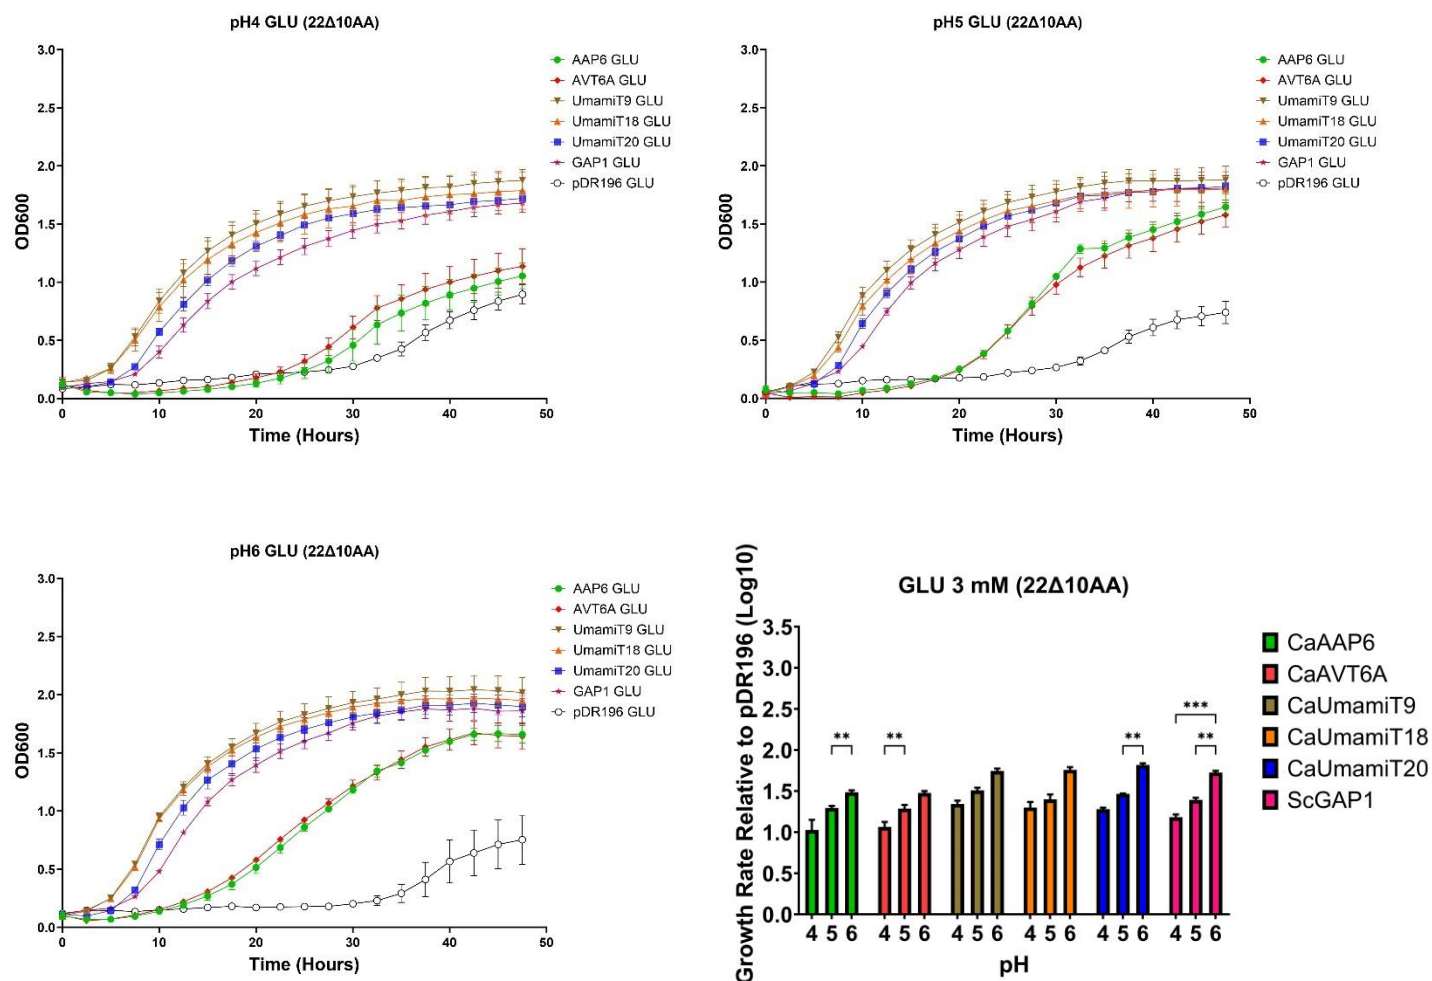 pH4 GLU (22Δ10AA)
3.0
2.5
2.0
1.5
1.0
0.5
0.0
OD600
0 10 20 30 40 50
Time (Hours)
AAP6 GLU
AVT6A GLU
UmamiT9 GLU
UmamiT18 GLU
UmamiT20 GLU
GAP1 GLU
pDR196 GLU
pH5 GLU (22Δ10AA)
3.0
2.5
2.0
1.5
1.0
0.5
0.0
OD600
0 10 20 30 40 50
Time (Hours)
AAP6 GLU
AVT6A GLU
UmamiT9 GLU
UmamiT18 GLU
UmamiT20 GLU
GAP1 GLU
pDR196 GLU
pH6 GLU (22Δ10AA)
3.0
2.5
2.0
1.5
1.0
0.5
0.0
OD600
0 10 20 30 40 50
Time (Hours)
AAP6 GLU
AVT6A GLU
UmamiT9 GLU
UmamiT18 GLU
UmamiT20 GLU
GAP1 GLU
pDR196 GLU
GLU 3 mM (22Δ10AA)
Growth Rate Relative to pDR196 (Log10)
3.5
3.0
2.5
2.0
1.5
1.0
0.5
0.0
***
** ** ** **
4 5 6 4 5 6 4 5 6 4 5 6 4 5 6 4 5 6
pH
CaAAP6
CaAVT6A
CaUmamiT9
CaUmamiT18
CaUmamiT20
ScGAP1